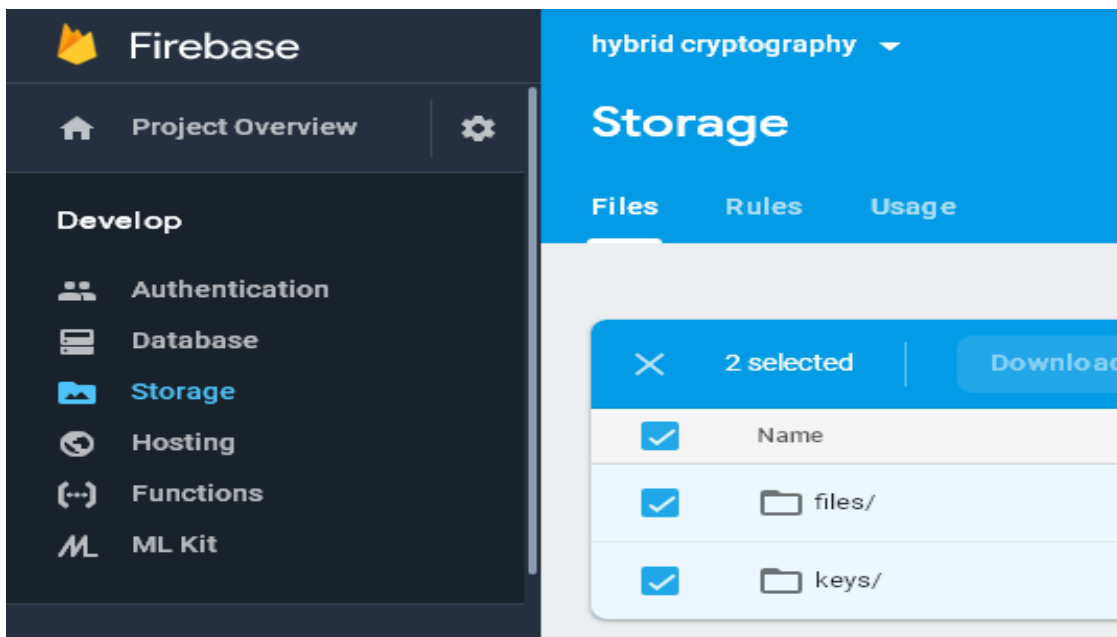 Firebase
Project Overview
Develop
Authentication
Database
Storage
Hosting
Functions
ML Kit
hybrid cryptography
Storage
Files Rules Usage
2 selected Download
Name
files/
keys/